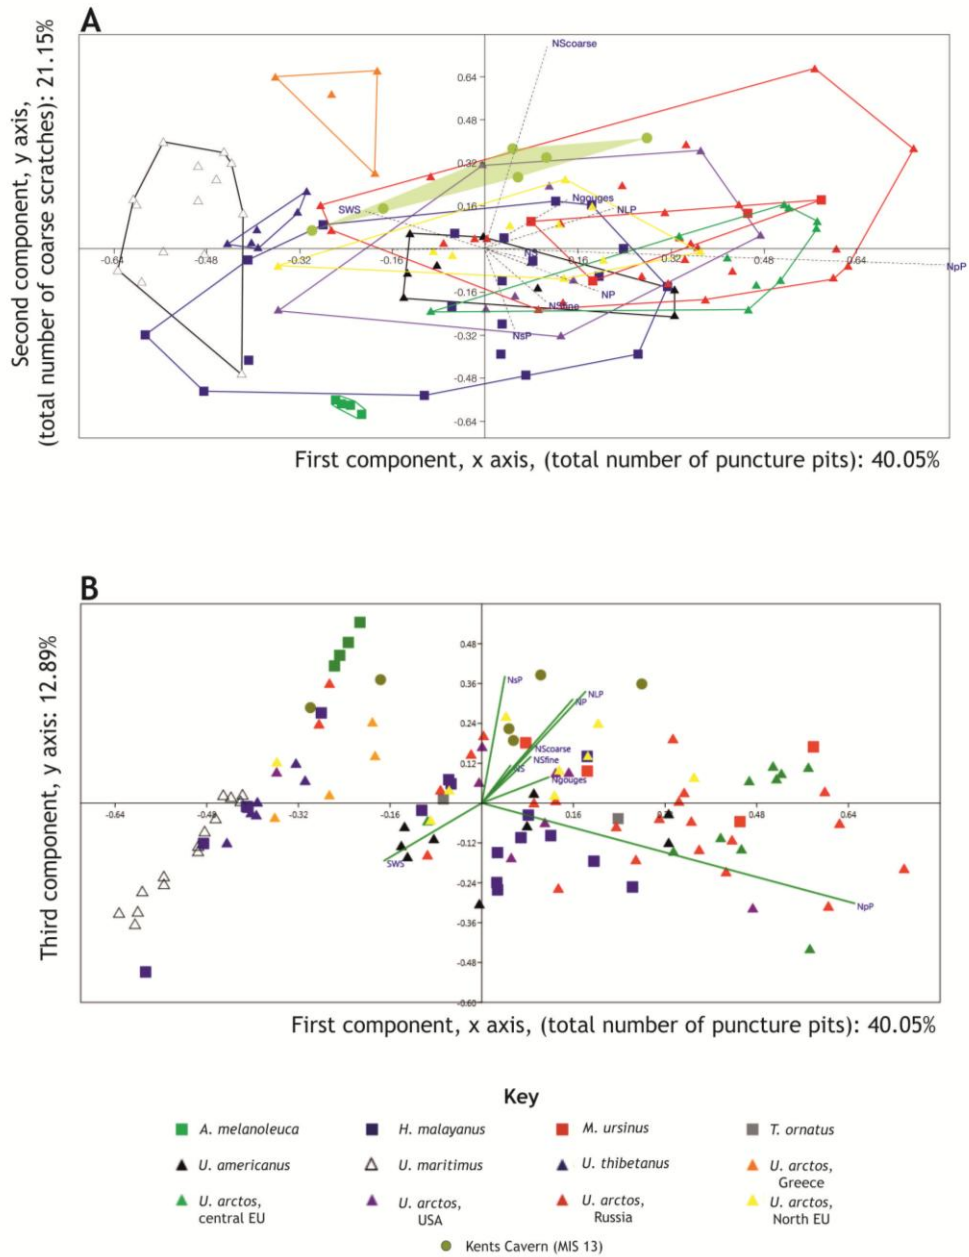 A
Second component, y axis,
(total number of coarse scratches): 21.15%
NScoarse
0.64
0.48
0.32
0.16
SWS
Ngouges
NLP
NS
-0.64
-0.48
-0.32
-0.16
0.16
0.32
0.48
0.64
NpP
-0.16
NP
NSfine
-0.32
NsP
-0.48
-0.64
First component, x axis, (total number of puncture pits): 40.05%
B
Third component, y axis: 12.89%
0.48
0.36
NsP
NLP
NP
0.24
NScoarse
NSfine
0.12
NS
Ngouges
-0.64
-0.48
-0.32
0.16
0.32
0.48
0.64
-0.12
SWS
-0.24
NpP
-0.36
-0.48
-0.60
First component, x axis, (total number of puncture pits): 40.05%
Key
A. melanoleuca
H. malayanus
M. ursinus
T. ornatus
U. americanus
U. maritimus
U. thibetanus
U. arctos,
Greece
U. arctos,
central EU
U. arctos,
USA
U. arctos,
Russia
U. arctos,
North EU
Kents Cavern (MIS 13)